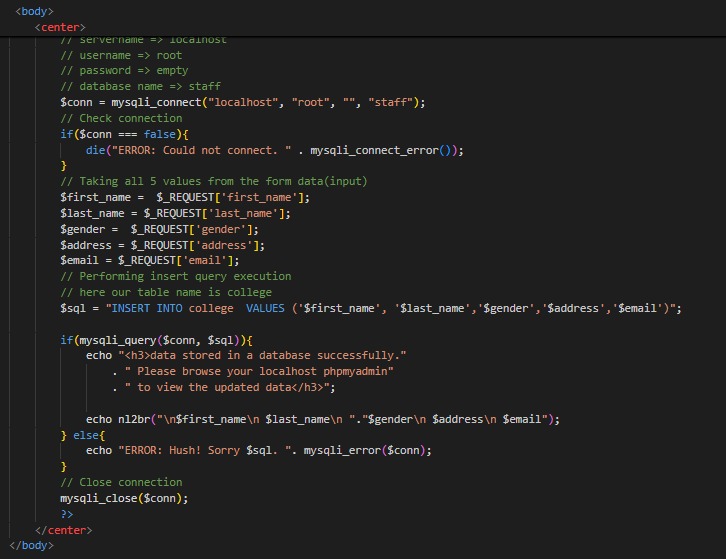 <body>
<center>
// servername => localhost
// username => root
// password => empty
// database name => staff
$conn = mysqli_connect("localhost", "root", "", "staff");
// Check connection
if($conn === false){
die("ERROR: Could not connect. " . mysqli_connect_error());
}
// Taking all 5 values from the form data(input)
$first_name =  $_REQUEST['first_name'];
$last_name = $_REQUEST['last_name'];
$gender =  $_REQUEST['gender'];
$address = $_REQUEST['address'];
$email = $_REQUEST['email'];
// Performing insert query execution
// here our table name is college
$sql = "INSERT INTO college  VALUES ('$first_name', '$last_name','$gender','$address','$email')";
if(mysqli_query($conn, $sql)){
echo "<h3>data stored in a database successfully."
. " Please browse your localhost phpmyadmin"
. " to view the updated data</h3>";
echo nl2br("\n$first_name\n $last_name\n "."$gender\n $address\n $email");
} else{
echo "ERROR: Hush! Sorry $sql. ". mysqli_error($conn);
}
// Close connection
mysqli_close($conn);
?>
</center>
</body>